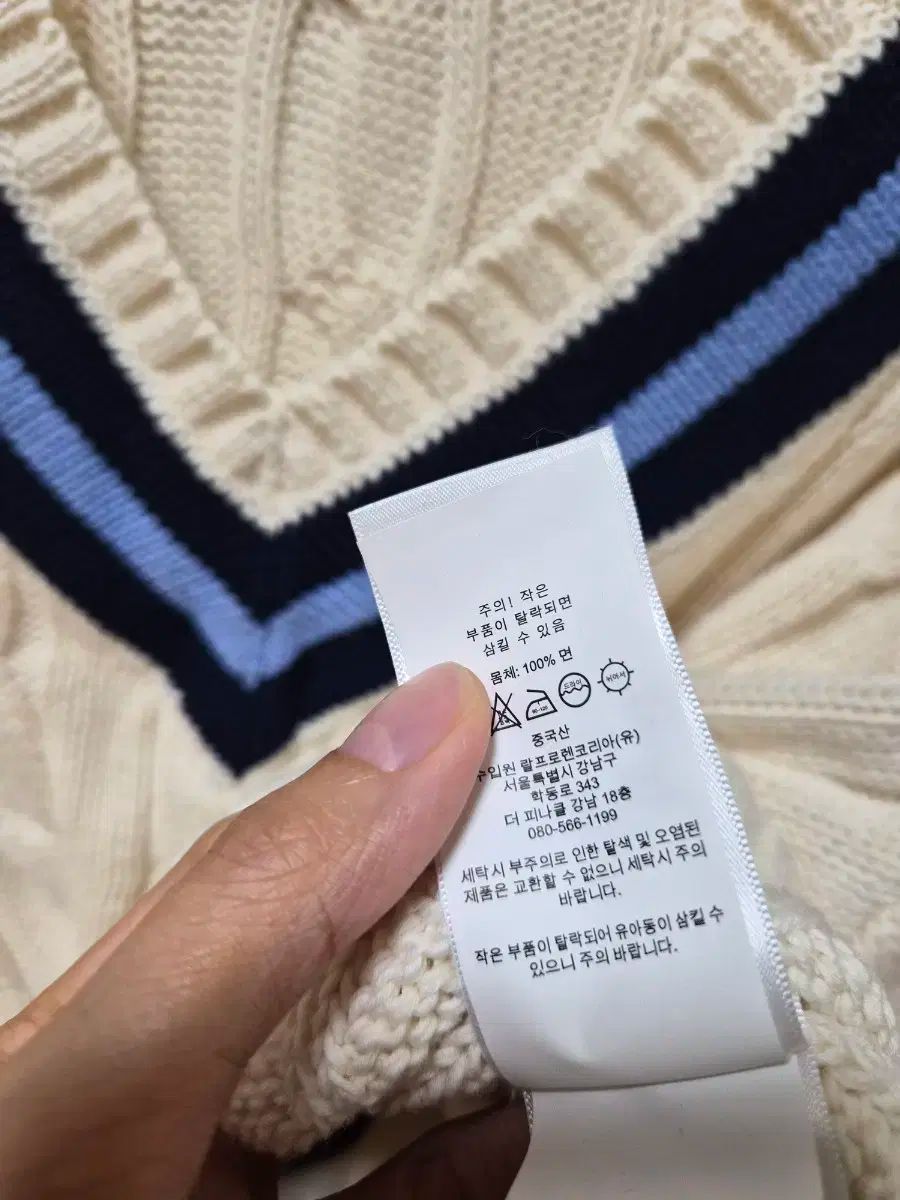 주의! 작은
부품이 탈락되면
삼킬 수 있음
몸체: 100% 면
드라이
뉘어서
중국산
수입원 랄프로렌코리아(유)
서울특별시 강남구
학동로 343
더 피나클 강남 18층
080-566-1199
세탁시 부주의로 인한 탈색 및 오염된
제품은 교환할 수 없으니 세탁시 주의
바랍니다.
작은 부품이 탈락되어 유아동이 삼킬 수
있으니 주의 바랍니다.